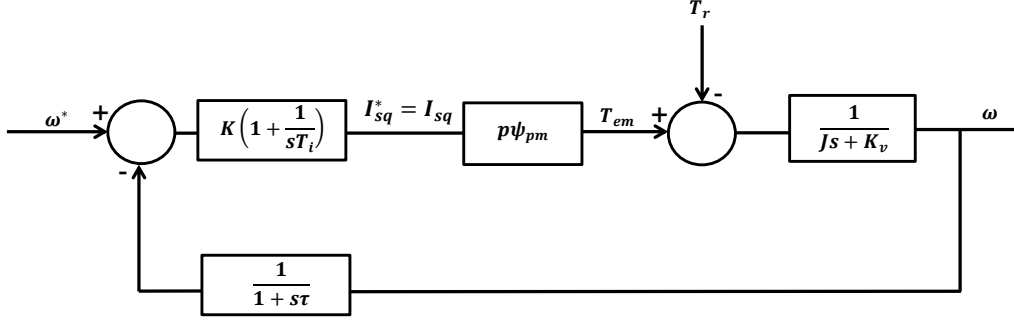 T_r
-
ω*
+
K(1 + 1/(sT_i))
I*_sq = I_sq
pψ_pm
T_em
+
1/(Js + K_v)
ω
-
1/(1 + sτ)